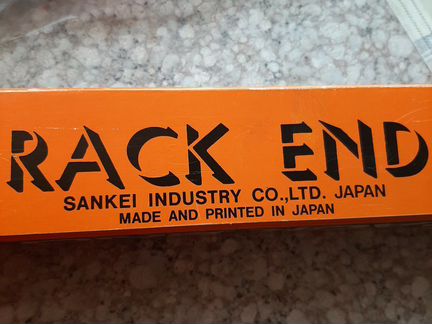 RACK END
SANKEI INDUSTRY CO.,LTD. JAPAN
MADE AND PRINTED IN JAPAN